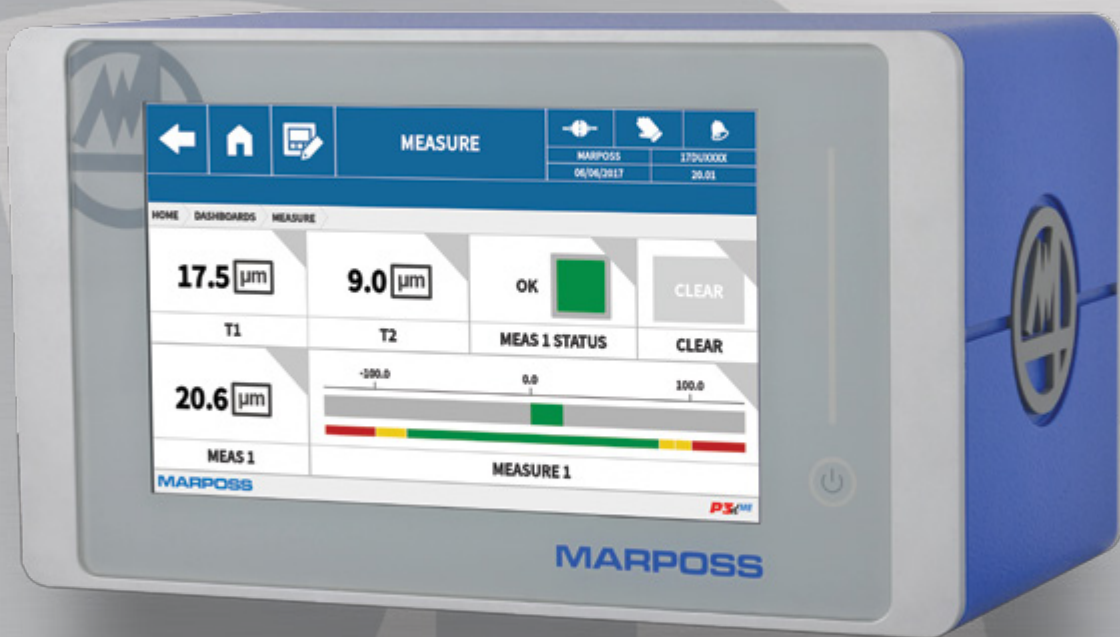 MEASURE
MARPOSS 17DUXXXX
06/06/2017 20.01
HOME DASHBOARDS MEASURE
17.5 µm
T1
9.0 µm
T2
OK
MEAS 1 STATUS
CLEAR
CLEAR
20.6 µm
MEAS 1
-100.0 0.0 100.0
MEASURE 1
MARPOSS
MARPOSS